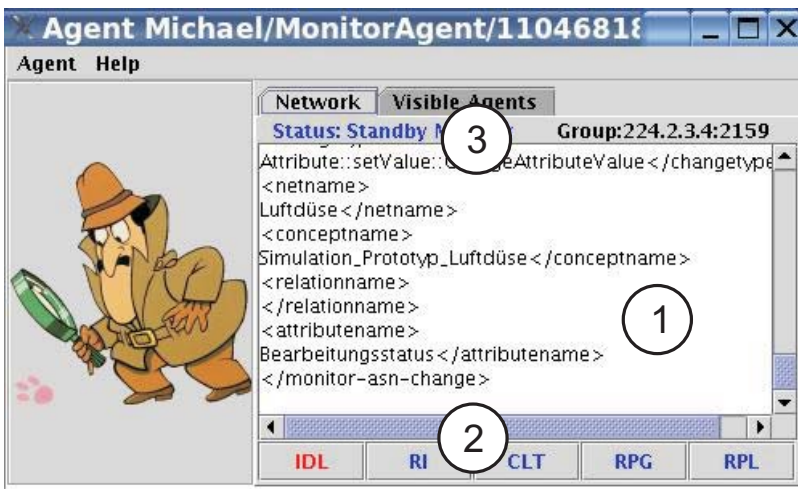 Agent Michael/MonitorAgent/1104681
Agent Help
Network Visible Agents
Status: Standby Group:224.2.3.4:2159
3
Attribute::setValue:: geAttributeValue</changetype
<netname>
Luftdüse</netname>
<conceptname>
Simulation_Prototyp_Luftdüse</conceptname>
<relationname>
</relationname>
1
<attributename>
Bearbeitungsstatus</attributename>
</monitor-asn-change>
2
IDL RI CLT RPG RPL